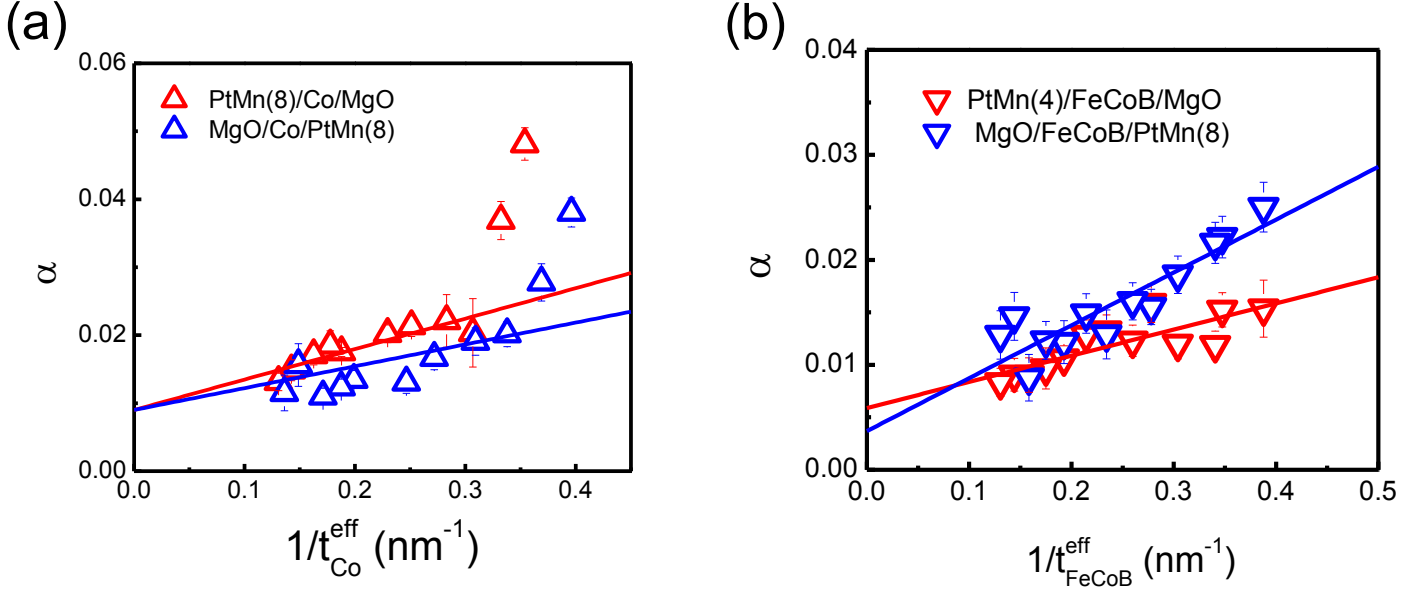 (a)
0.06
0.04
0.02
0.00
α
PtMn(8)/Co/MgO
MgO/Co/PtMn(8)
0.0 0.1 0.2 0.3 0.4
1/t_Co^eff (nm⁻¹)
(b)
0.04
0.03
0.02
0.01
0.00
α
PtMn(4)/FeCoB/MgO
MgO/FeCoB/PtMn(8)
0.0 0.1 0.2 0.3 0.4 0.5
1/t_FeCoB^eff (nm⁻¹)